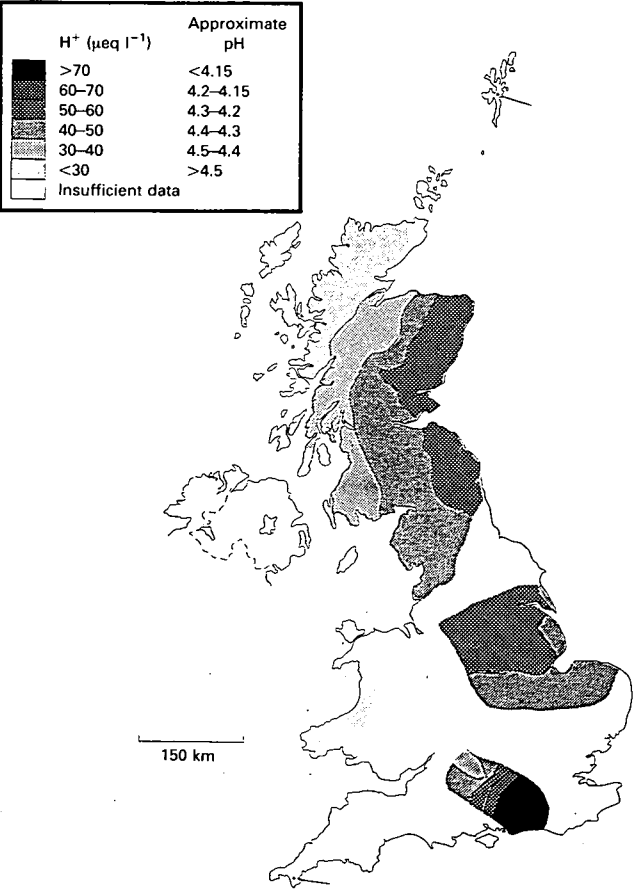 Approximate
H⁺ (μeq l⁻¹) pH
>70 <4.15
60–70 4.2–4.15
50–60 4.3–4.2
40–50 4.4–4.3
30–40 4.5–4.4
<30 >4.5
Insufficient data
150 km